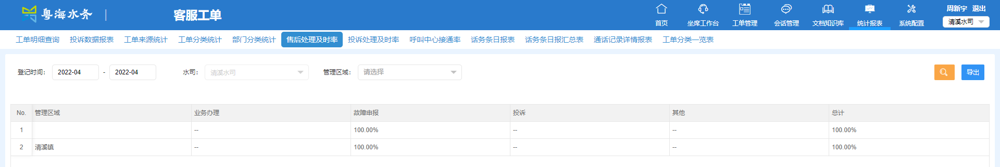 粤海水务
客服工单
首页 坐席工作台 工单管理 会话管理 文档知识库 统计报表 系统配置
周新宇 退出
清溪水司
工单明细查询 投诉数据报表 工单来源统计 工单分类统计 部门分类统计 售后处理及时率 投诉处理及时率 呼叫中心接通率 话务条日报表 话务条日报汇总表 通话记录详情报表 工单分类一览表
登记时间: 2022-04 - 2022-04 水司: 清溪水司 管理区域: 请选择 导出
No. 管理区域 业务办理 故障申报 投诉 其他 总计
1 -- 100.00% -- -- 100.00%
2 清溪镇 -- 100.00% -- -- 100.00%